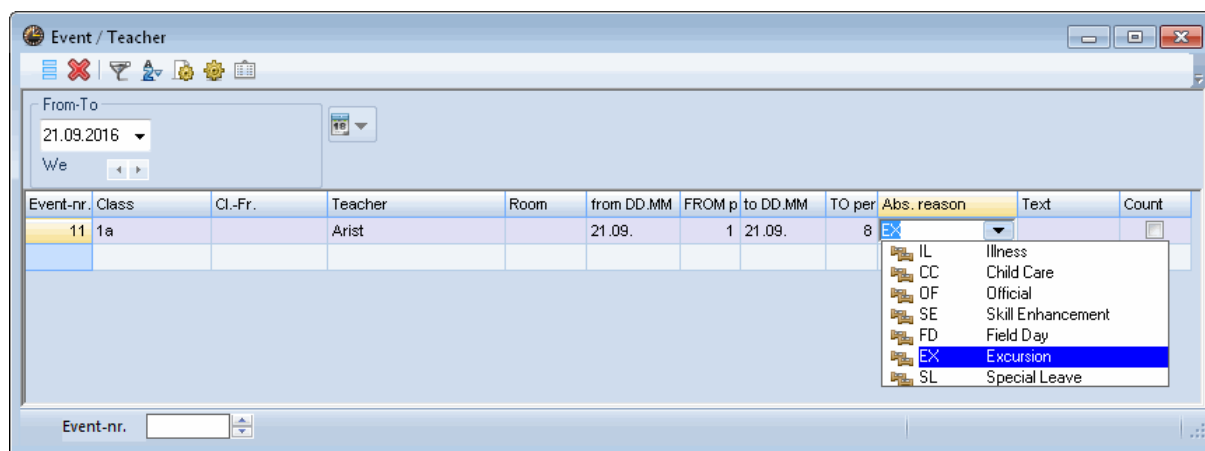 Event / Teacher
From-To
21.09.2016
We
Event-nr. Class Cl.-Fr. Teacher Room from DD.MM FROM p to DD.MM TO per Abs. reason Text Count
11 1a Arist 21.09. 1 21.09. 8 EX
IL Illness
CC Child Care
OF Official
SE Skill Enhancement
FD Field Day
EX Excursion
SL Special Leave
Event-nr.